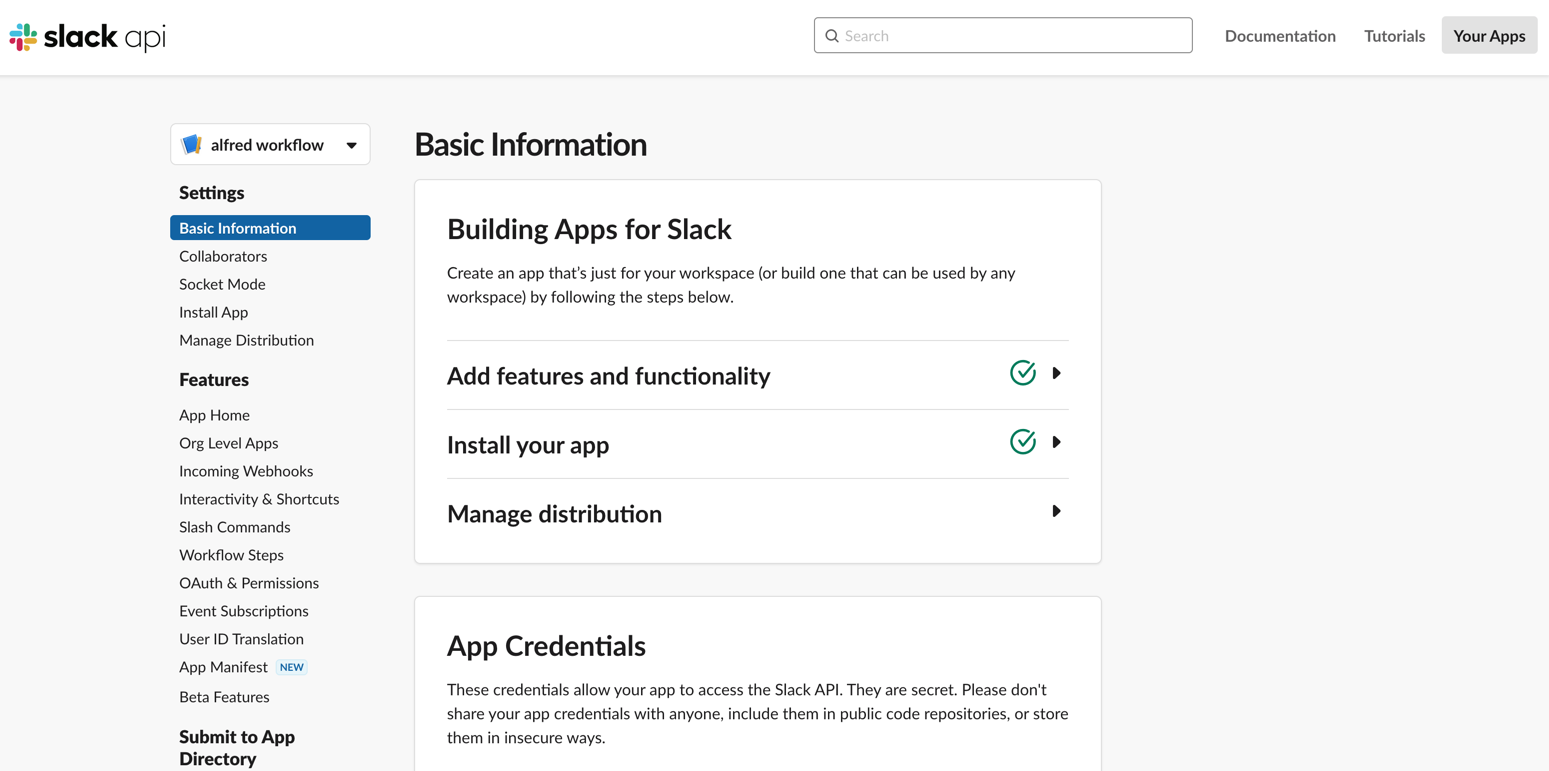 slack api
Search
Documentation
Tutorials
Your Apps
alfred workflow
Settings
Basic Information
Collaborators
Socket Mode
Install App
Manage Distribution
Features
App Home
Org Level Apps
Incoming Webhooks
Interactivity & Shortcuts
Slash Commands
Workflow Steps
OAuth & Permissions
Event Subscriptions
User ID Translation
App Manifest NEW
Beta Features
Submit to App
Directory
Basic Information
Building Apps for Slack
Create an app that’s just for your workspace (or build one that can be used by any
workspace) by following the steps below.
Add features and functionality
Install your app
Manage distribution
App Credentials
These credentials allow your app to access the Slack API. They are secret. Please don't
share your app credentials with anyone, include them in public code repositories, or store
them in insecure ways.